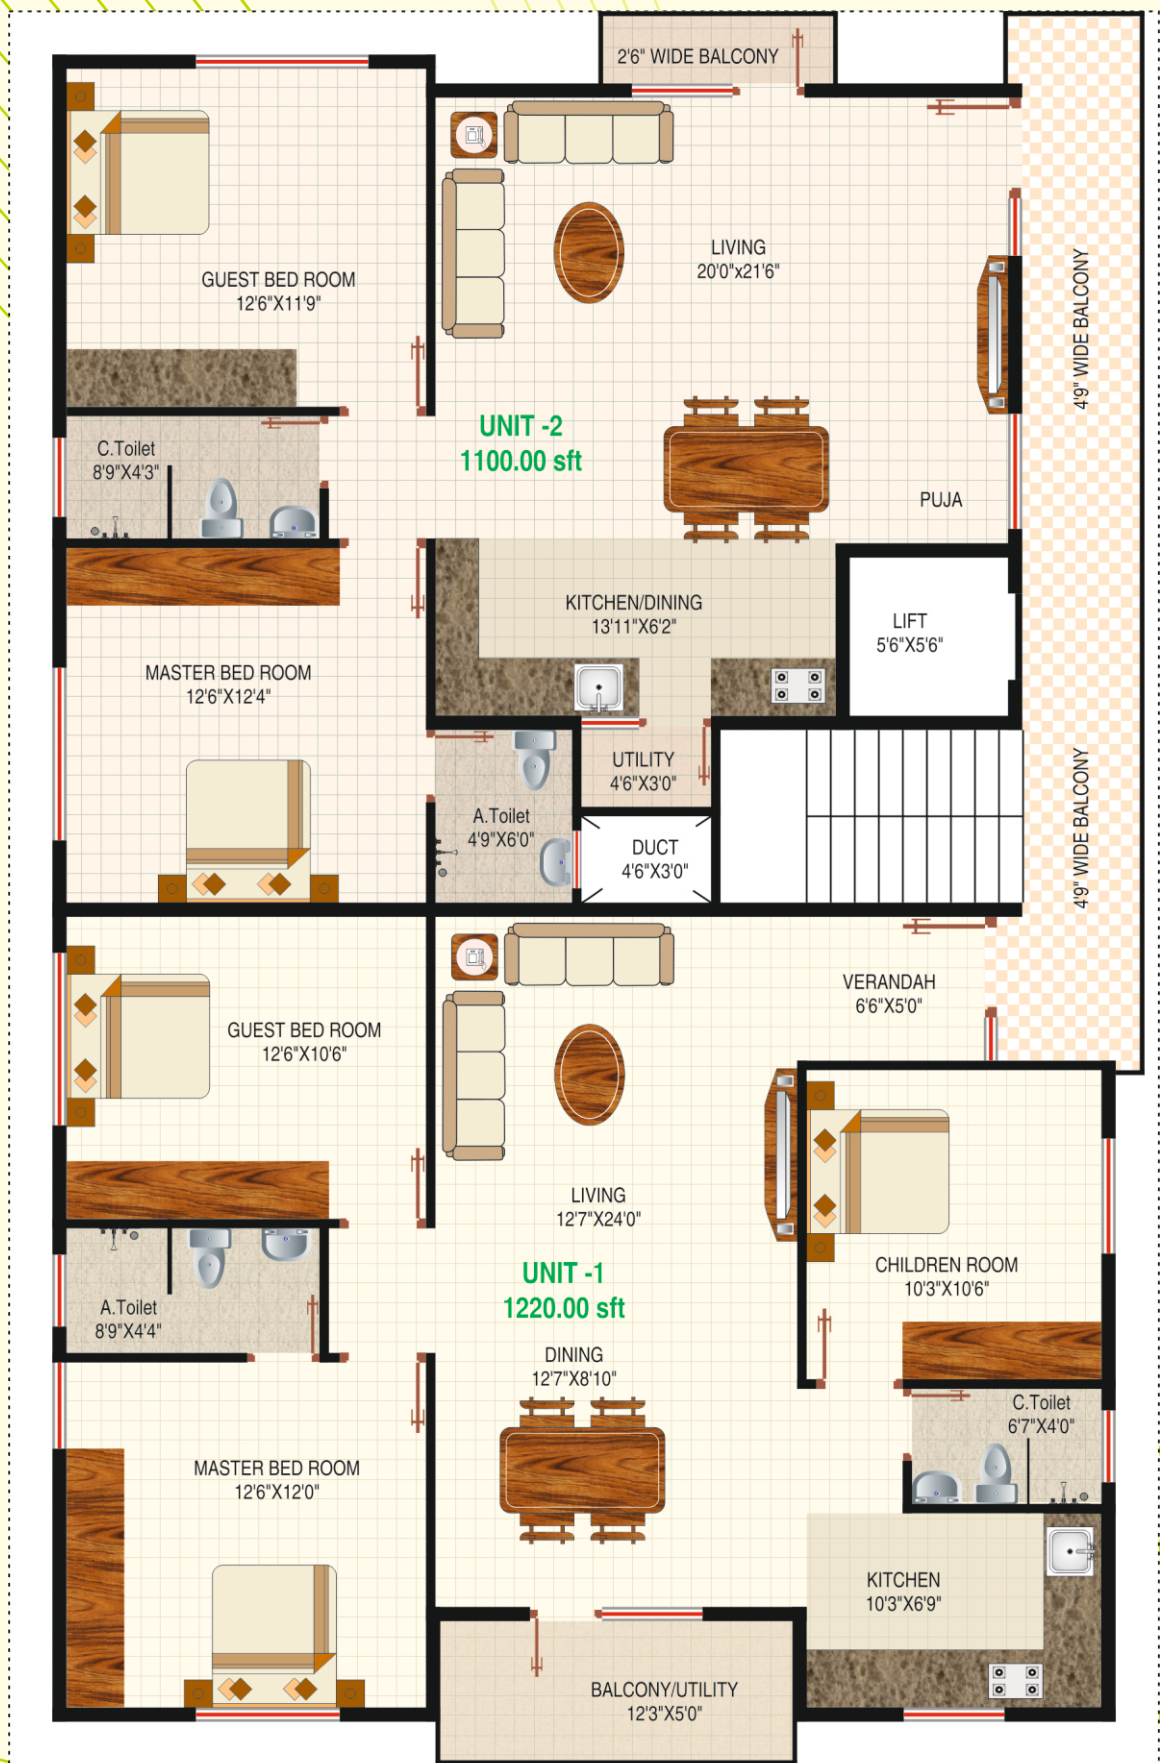 2'6" WIDE BALCONY
GUEST BED ROOM
12'6"X11'9"
LIVING
20'0"x21'6"
4'9" WIDE BALCONY
UNIT -2
1100.00 sft
C.Toilet
8'9"X4'3"
PUJA
KITCHEN/DINING
13'11"X6'2"
LIFT
5'6"X5'6"
MASTER BED ROOM
12'6"X12'4"
UTILITY
4'6"X3'0"
A.Toilet
4'9"X6'0"
DUCT
4'6"X3'0"
4'9" WIDE BALCONY
VERANDAH
6'6"X5'0"
GUEST BED ROOM
12'6"X10'6"
LIVING
12'7"X24'0"
CHILDREN ROOM
10'3"X10'6"
UNIT -1
1220.00 sft
A.Toilet
8'9"X4'4"
DINING
12'7"X8'10"
C.Toilet
6'7"X4'0"
MASTER BED ROOM
12'6"X12'0"
KITCHEN
10'3"X6'9"
BALCONY/UTILITY
12'3"X5'0"